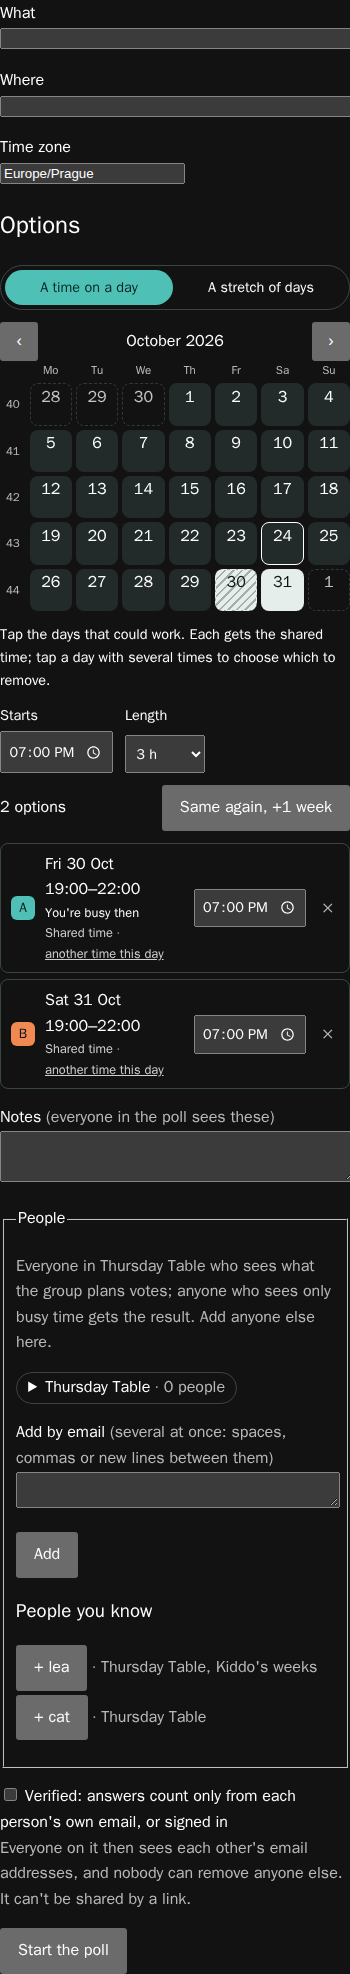 What
Where
Time zone
Europe/Prague
Options
A time on a day
A stretch of days
‹ October 2026 ›
Mo Tu We Th Fr Sa Su
40 28 29 30 1 2 3 4
41 5 6 7 8 9 10 11
42 12 13 14 15 16 17 18
43 19 20 21 22 23 24 25
44 26 27 28 29 30 31 1
Tap the days that could work. Each gets the shared
time; tap a day with several times to choose which to
remove.
Starts Length
07:00 PM 3 h
2 options Same again, +1 week
Fri 30 Oct
19:00–22:00
A You're busy then 07:00 PM ×
Shared time ·
another time this day
Sat 31 Oct
19:00–22:00
B 07:00 PM ×
Shared time ·
another time this day
Notes (everyone in the poll sees these)
People
Everyone in Thursday Table who sees what
the group plans votes; anyone who sees only
busy time gets the result. Add anyone else
here.
▶ Thursday Table · 0 people
Add by email (several at once: spaces,
commas or new lines between them)
Add
People you know
+ lea · Thursday Table, Kiddo's weeks
+ cat · Thursday Table
Verified: answers count only from each
person's own email, or signed in
Everyone on it then sees each other's email
addresses, and nobody can remove anyone else.
It can't be shared by a link.
Start the poll